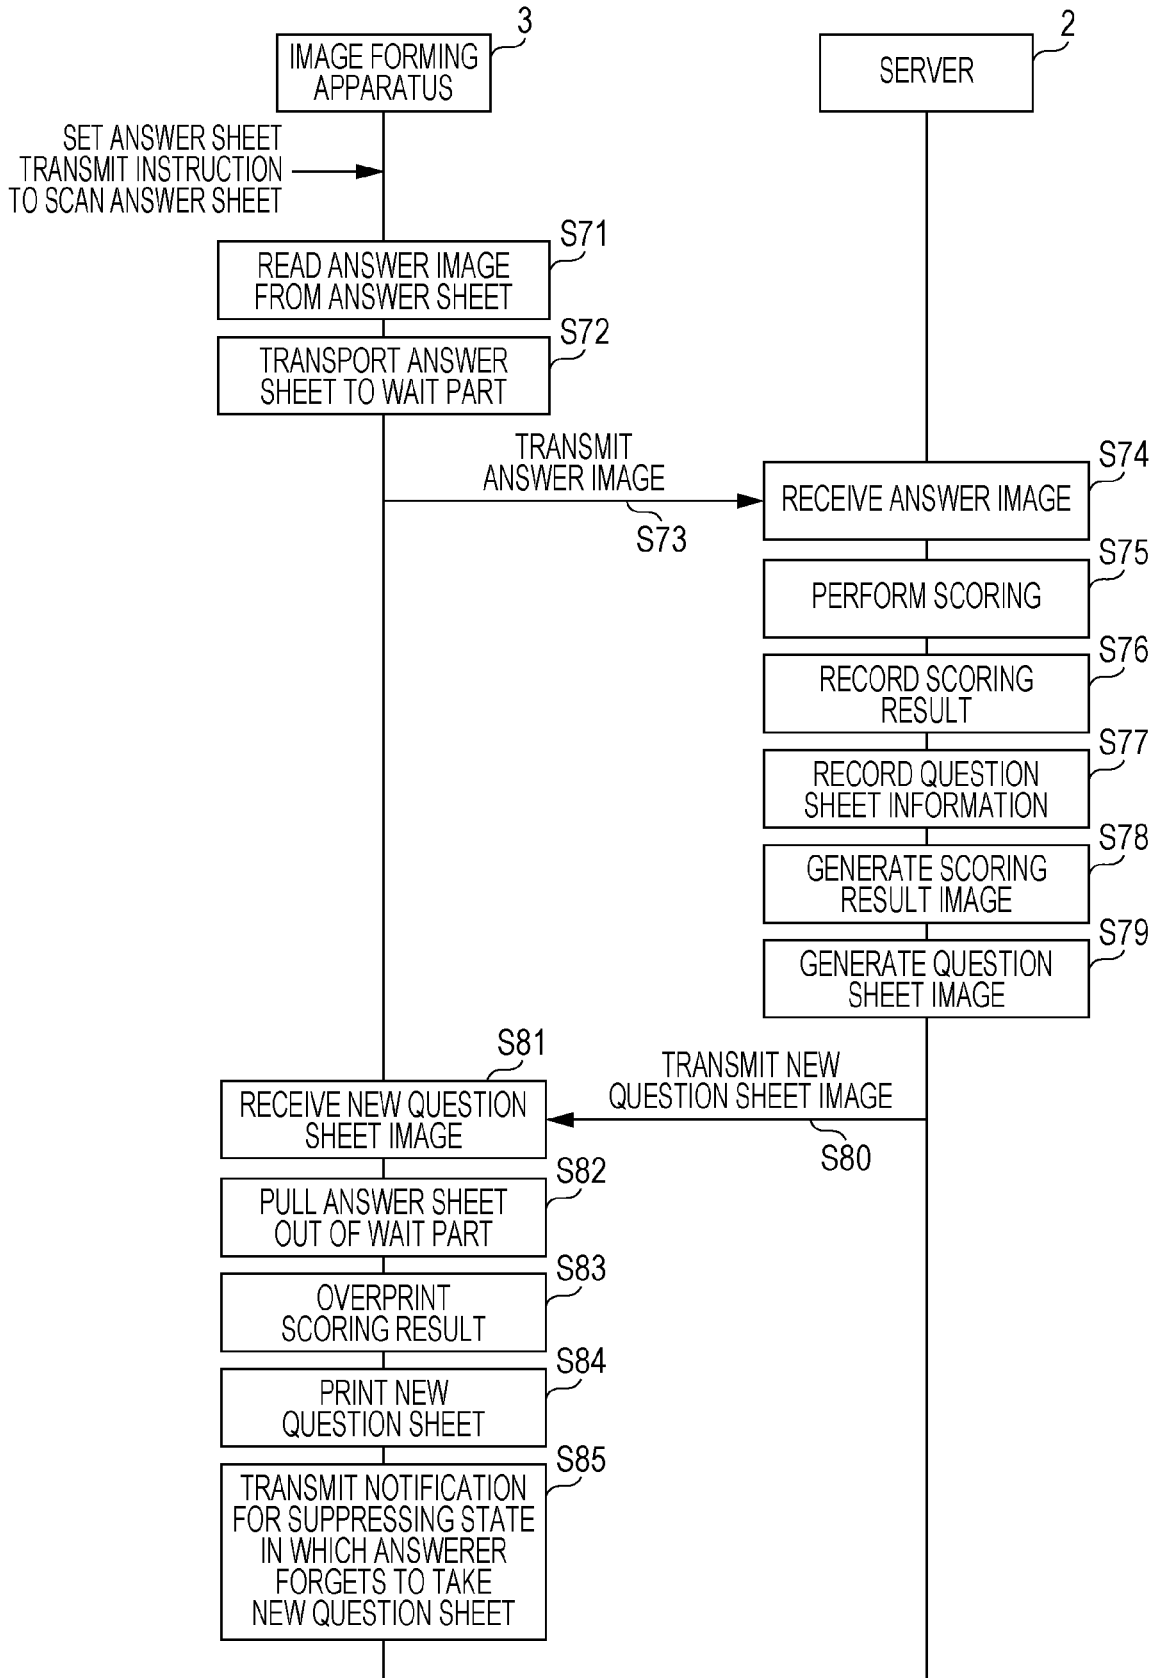 3
IMAGE FORMING
APPARATUS
2
SERVER
SET ANSWER SHEET
TRANSMIT INSTRUCTION
TO SCAN ANSWER SHEET
S71
READ ANSWER IMAGE
FROM ANSWER SHEET
S72
TRANSPORT ANSWER
SHEET TO WAIT PART
TRANSMIT
ANSWER IMAGE
S73
S74
RECEIVE ANSWER IMAGE
S75
PERFORM SCORING
S76
RECORD SCORING
RESULT
S77
RECORD QUESTION
SHEET INFORMATION
S78
GENERATE SCORING
RESULT IMAGE
S79
GENERATE QUESTION
SHEET IMAGE
TRANSMIT NEW
QUESTION SHEET IMAGE
S80
S81
RECEIVE NEW QUESTION
SHEET IMAGE
S82
PULL ANSWER SHEET
OUT OF WAIT PART
S83
OVERPRINT
SCORING RESULT
S84
PRINT NEW
QUESTION SHEET
S85
TRANSMIT NOTIFICATION
FOR SUPPRESSING STATE
IN WHICH ANSWERER
FORGETS TO TAKE
NEW QUESTION SHEET